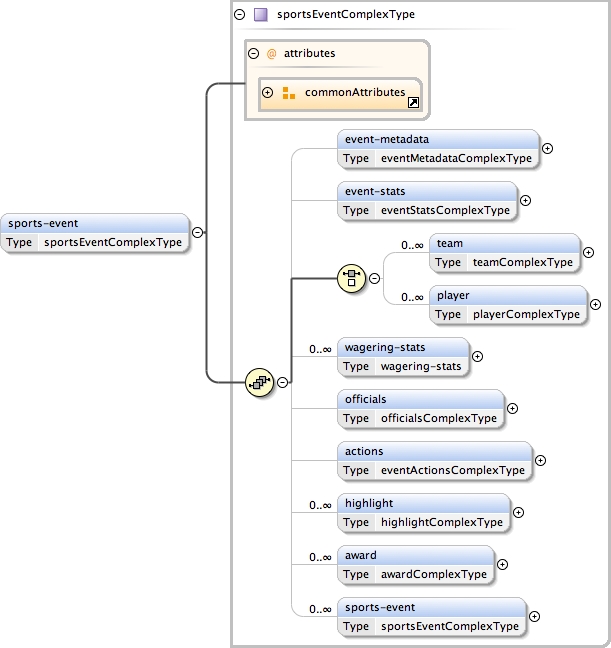 sportsEventComplexType
@ attributes
commonAttributes
event-metadata
Type eventMetadataComplexType
event-stats
Type eventStatsComplexType
sports-event
Type sportsEventComplexType
0..∞ team
Type teamComplexType
0..∞ player
Type playerComplexType
0..∞ wagering-stats
Type wagering-stats
officials
Type officialsComplexType
actions
Type eventActionsComplexType
0..∞ highlight
Type highlightComplexType
0..∞ award
Type awardComplexType
0..∞ sports-event
Type sportsEventComplexType